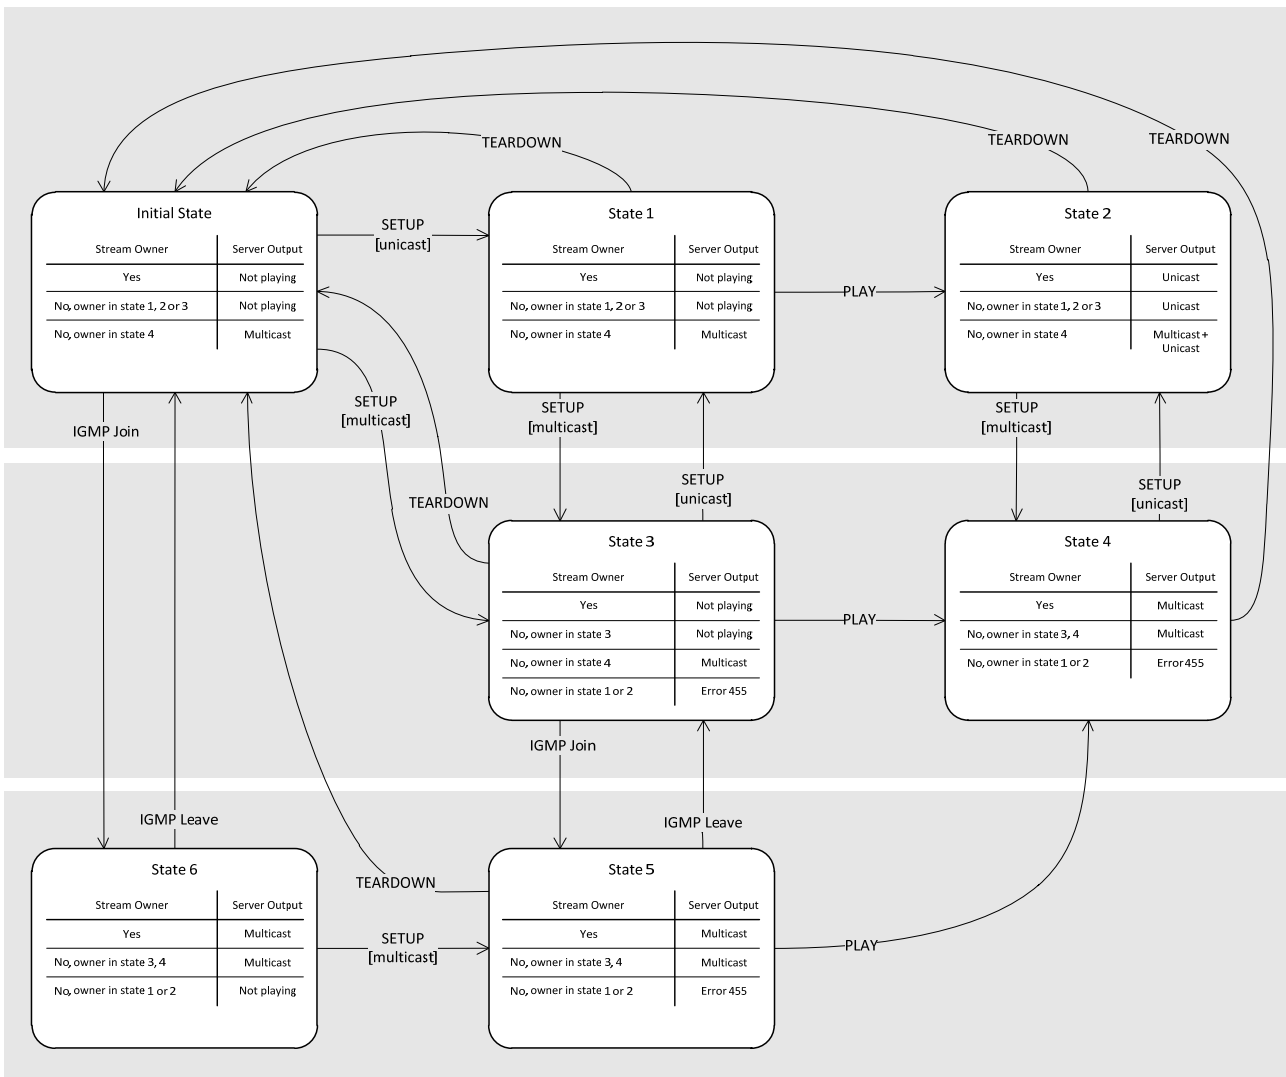 TEARDOWN
TEARDOWN
TEARDOWN
Initial State
Stream Owner Server Output
Yes Not playing
No, owner in state 1, 2 or 3 Not playing
No, owner in state 4 Multicast
SETUP
[unicast]
State 1
Stream Owner Server Output
Yes Not playing
No, owner in state 1, 2 or 3 Not playing
No, owner in state 4 Multicast
PLAY
State 2
Stream Owner Server Output
Yes Unicast
No, owner in state 1, 2 or 3 Unicast
No, owner in state 4 Multicast +
Unicast
IGMP Join
SETUP
[multicast]
SETUP
[multicast]
SETUP
[multicast]
TEARDOWN
SETUP
[unicast]
SETUP
[unicast]
State 3
Stream Owner Server Output
Yes Not playing
No, owner in state 3 Not playing
No, owner in state 4 Multicast
No, owner in state 1 or 2 Error 455
PLAY
State 4
Stream Owner Server Output
Yes Multicast
No, owner in state 3, 4 Multicast
No, owner in state 1 or 2 Error 455
IGMP Join
IGMP Leave
IGMP Leave
TEARDOWN
State 6
Stream Owner Server Output
Yes Multicast
No, owner in state 3, 4 Multicast
No, owner in state 1 or 2 Not playing
SETUP
[multicast]
State 5
Stream Owner Server Output
Yes Multicast
No, owner in state 3, 4 Multicast
No, owner in state 1 or 2 Error 455
PLAY